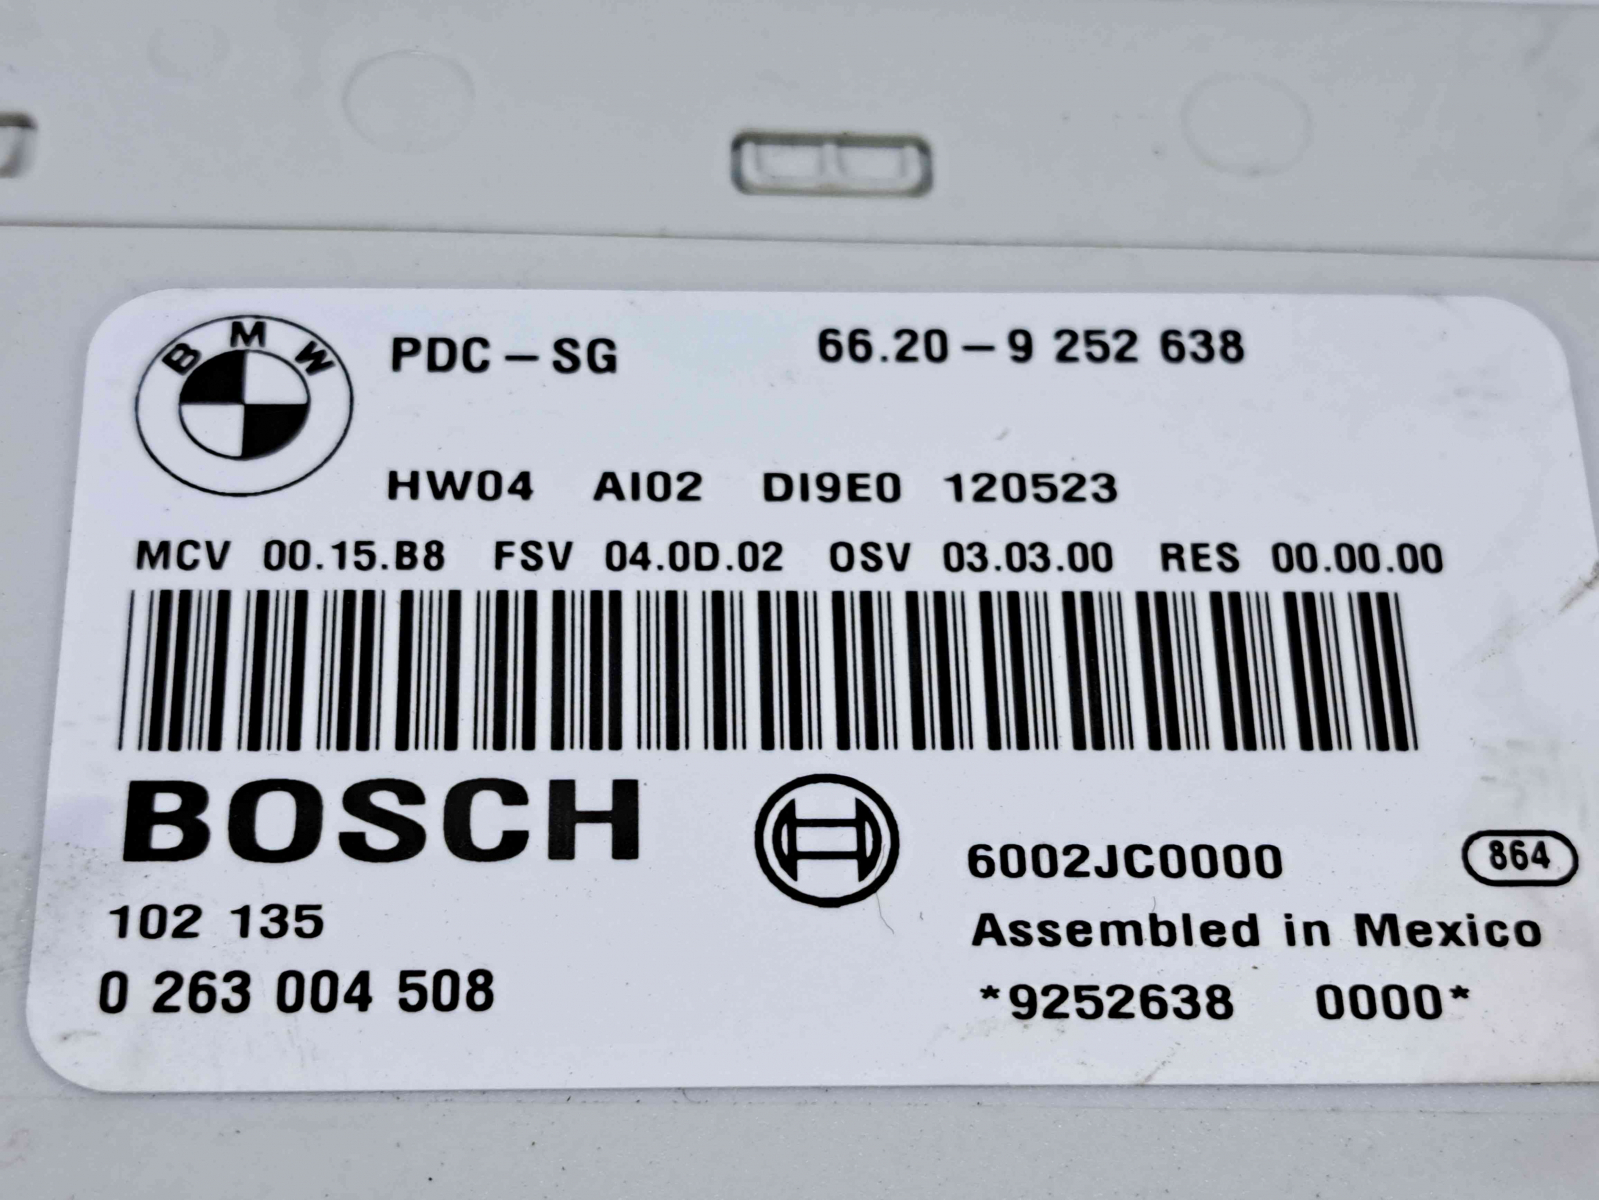 BMW
PDC-SG 66.20-9 252 638
HW04 AI02 DI9E0 120523
MCV 00.15.B8 FSV 04.0D.02 OSV 03.03.00 RES 00.00.00
BOSCH
6002JC0000 864
102 135 Assembled in Mexico
0 263 004 508 *9252638 0000*